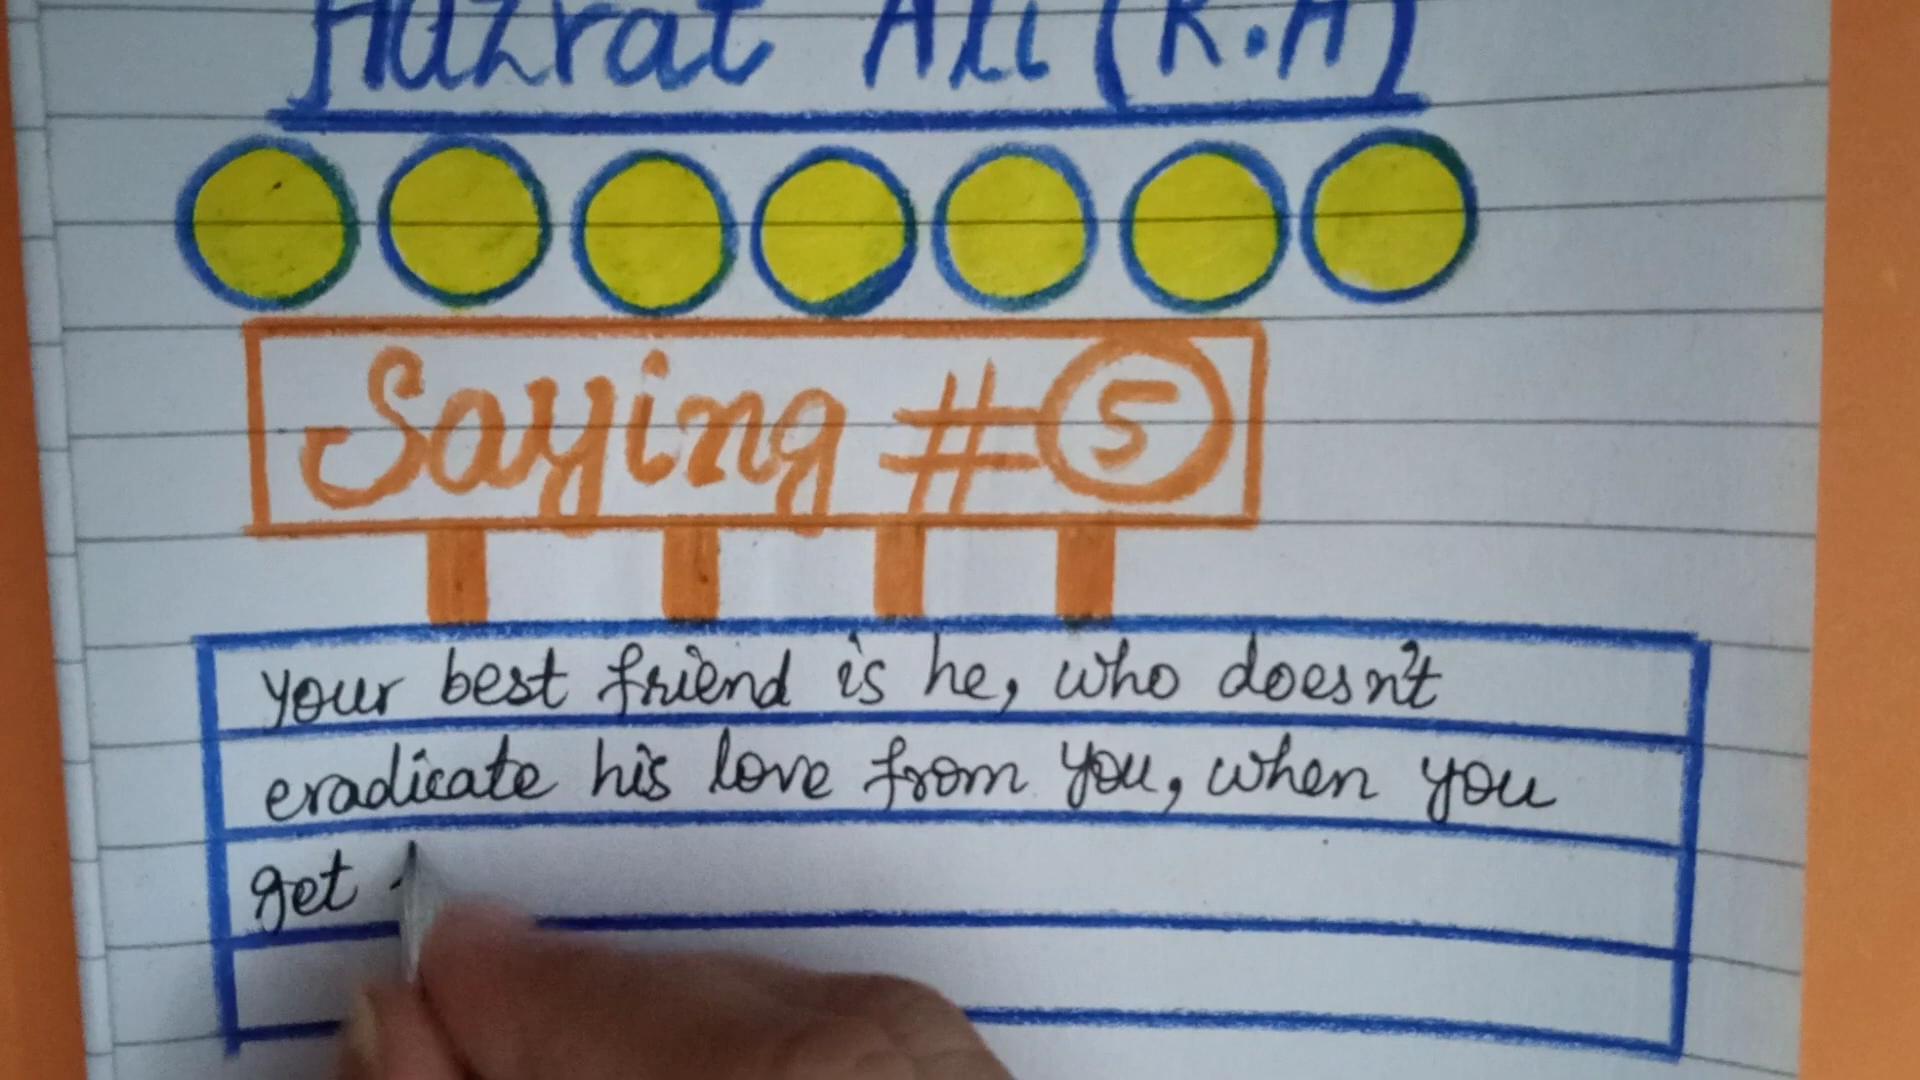 Hazrat Ali (R.A)
Saying # 5
your best friend is he, who doesn't
eradicate his love from you, when you
get